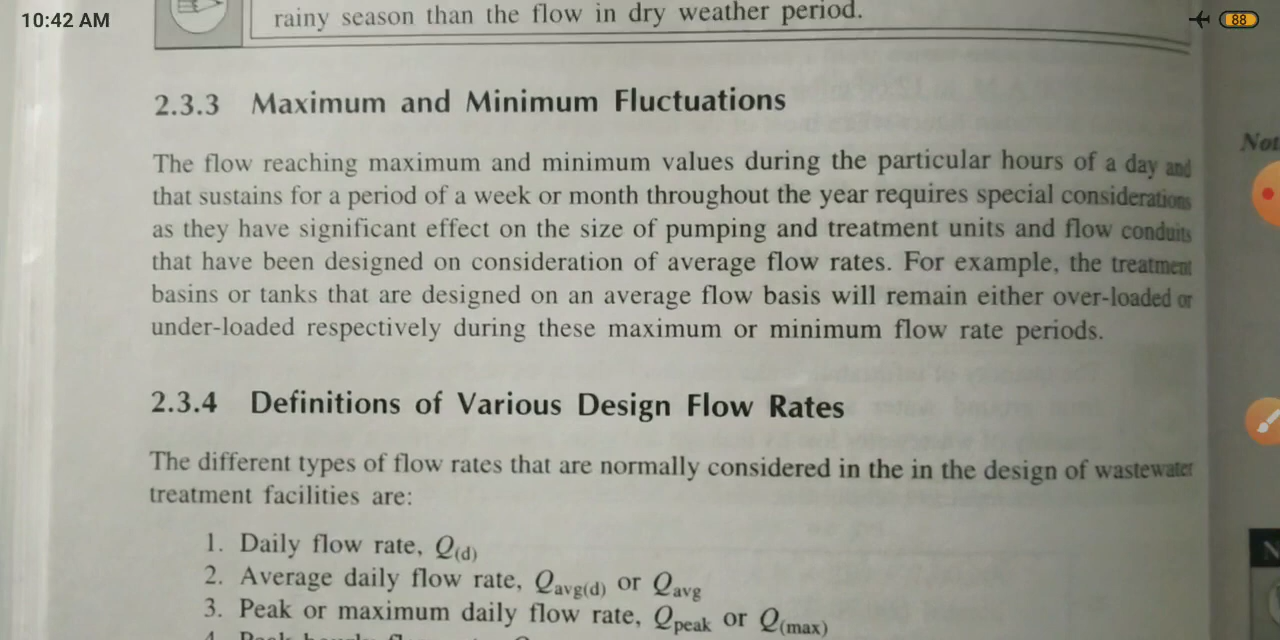 10:42 AM
88
rainy season than the flow in dry weather period.
2.3.3 Maximum and Minimum Fluctuations
The flow reaching maximum and minimum values during the particular hours of a day and
that sustains for a period of a week or month throughout the year requires special considerations
as they have significant effect on the size of pumping and treatment units and flow conduits
that have been designed on consideration of average flow rates. For example, the treatment
basins or tanks that are designed on an average flow basis will remain either over-loaded or
under-loaded respectively during these maximum or minimum flow rate periods.
2.3.4 Definitions of Various Design Flow Rates
The different types of flow rates that are normally considered in the in the design of wastewater
treatment facilities are:
1. Daily flow rate, Q(d)
2. Average daily flow rate, Qavg(d) or Qavg
3. Peak or maximum daily flow rate, Qpeak or Q(max)